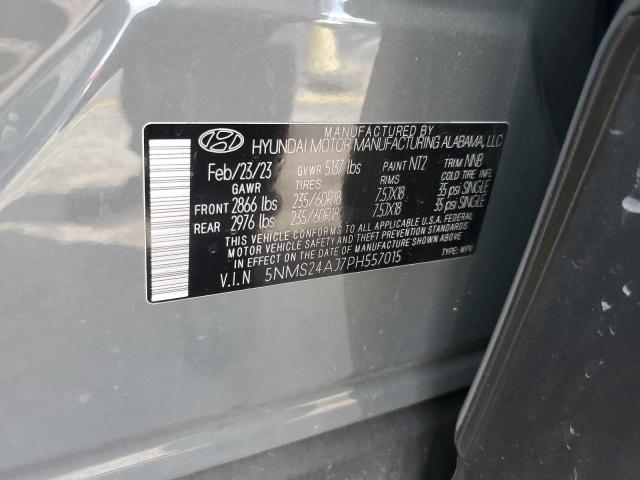 MANUFACTURED BY
HYUNDAI MOTOR MANUFACTURING ALABAMA, LLC
Feb/23/23 GVWR 5137 lbs PAINT NT2 TRIM NNB
GAWR TIRES RIMS COLD TIRE INFL
FRONT 2866 lbs 235/60R18 7.5JX18 35 psi SINGLE
REAR 2976 lbs 235/60R18 7.5JX18 35 psi SINGLE
THIS VEHICLE CONFORMS TO ALL APPLICABLE U.S.A. FEDERAL
MOTOR VEHICLE SAFETY AND THEFT PREVENTION STANDARDS
IN EFFECT ON THE DATE OF MANUFACTURE SHOWN ABOVE.
V.I.N 5NMS24AJ7PH557015 TYPE: MPV